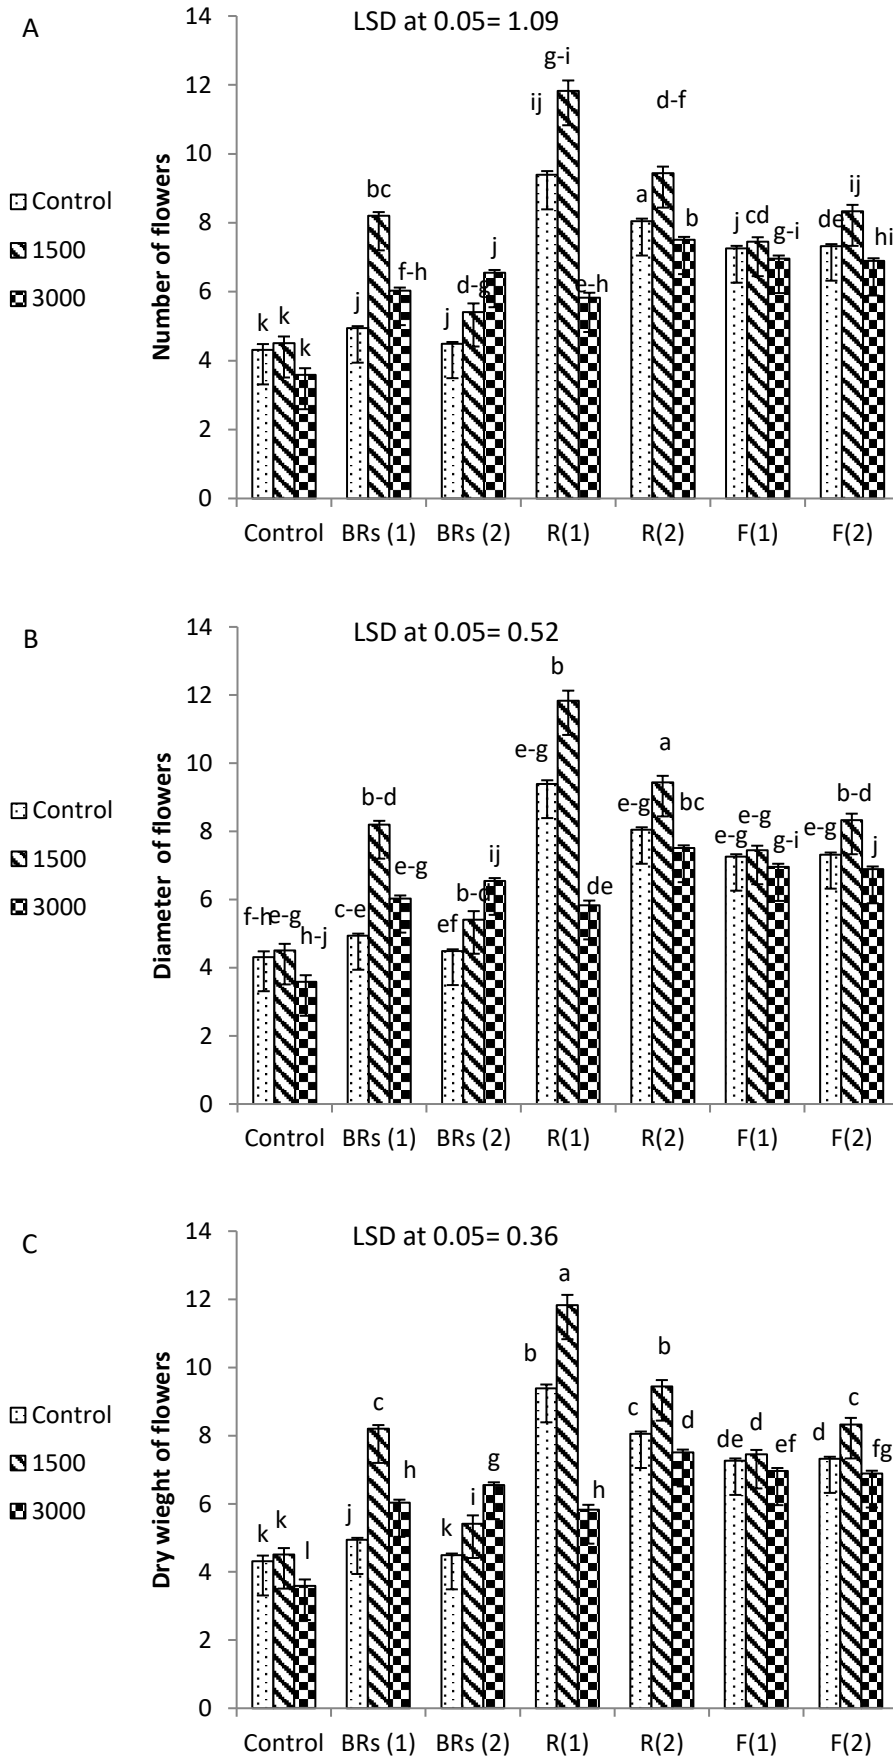 A
LSD at 0.05= 1.09
Number of flowers
14
12
10
8
6
4
2
0
Control
1500
3000
k k k
j bc f-h
j d-g j
ij g-i e-h
a d-f b
j cd g-i
de ij hi
Control BRs (1) BRs (2) R(1) R(2) F(1) F(2)
B
LSD at 0.05= 0.52
Diameter of flowers
14
12
10
8
6
4
2
0
Control
1500
3000
f-h e-g h-j
c-e b-d e-g
ef b-d ij
e-g b de
e-g a bc
e-g e-g g-i
e-g b-d j
Control BRs (1) BRs (2) R(1) R(2) F(1) F(2)
C
LSD at 0.05= 0.36
Dry wieght of flowers
14
12
10
8
6
4
2
0
Control
1500
3000
k k l
j c h
k i g
b a h
c b d
de d ef
d c fg
Control BRs (1) BRs (2) R(1) R(2) F(1) F(2)